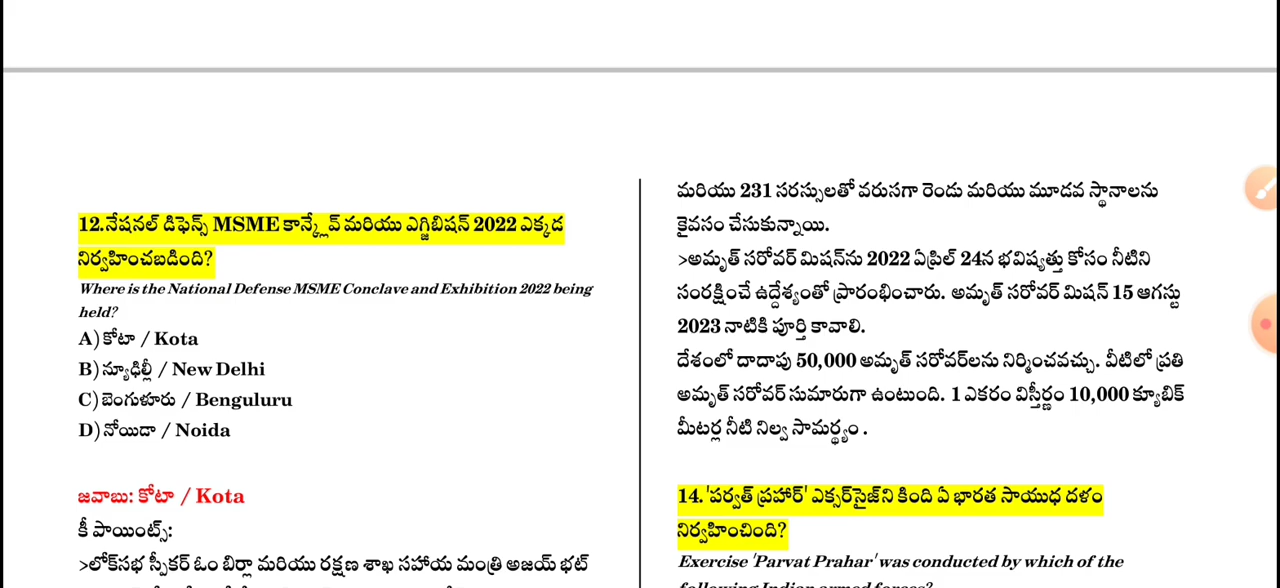 12.నేషనల్ డిఫెన్స్ MSME కాన్క్లేవ్ మరియు ఎగ్జిబిషన్ 2022 ఎక్కడ
నిర్వహించబడింది?
Where is the National Defense MSME Conclave and Exhibition 2022 being
held?
A)కోటా / Kota
B)న్యూఢిల్లీ / New Delhi
C)బెంగుళూరు / Benguluru
D)నోయిడా / Noida
జవాబు: కోటా / Kota
కీ పాయింట్స్:
>లోక్‌సభ స్పీకర్ ఓం బిర్లా మరియు రక్షణ శాఖ సహాయ మంత్రి అజయ్ భట్
మరియు 231 సరస్సులతో వరుసగా రెండు మరియు మూడవ స్థానాలను
కైవసం చేసుకున్నాయి.
>అమృత్ సరోవర్ మిషన్‌ను 2022 ఏప్రిల్ 24న భవిష్యత్తు కోసం నీటిని
సంరక్షించే ఉద్దేశ్యంతో ప్రారంభించారు. అమృత్ సరోవర్ మిషన్ 15 ఆగస్టు
2023 నాటికి పూర్తి కావాలి.
దేశంలో దాదాపు 50,000 అమృత్ సరోవర్‌లను నిర్మించవచ్చు. వీటిలో ప్రతి
అమృత్ సరోవర్ సుమారుగా ఉంటుంది. 1 ఎకరం విస్తీర్ణం 10,000 క్యూబిక్
మీటర్ల నీటి నిల్వ సామర్థ్యం .
14.'పర్వత్ ప్రహార్' ఎక్సర్‌సైజ్‌ని కింది ఏ భారత సాయుధ దళం
నిర్వహించింది?
Exercise 'Parvat Prahar' was conducted by which of the
following Indian armed forces?